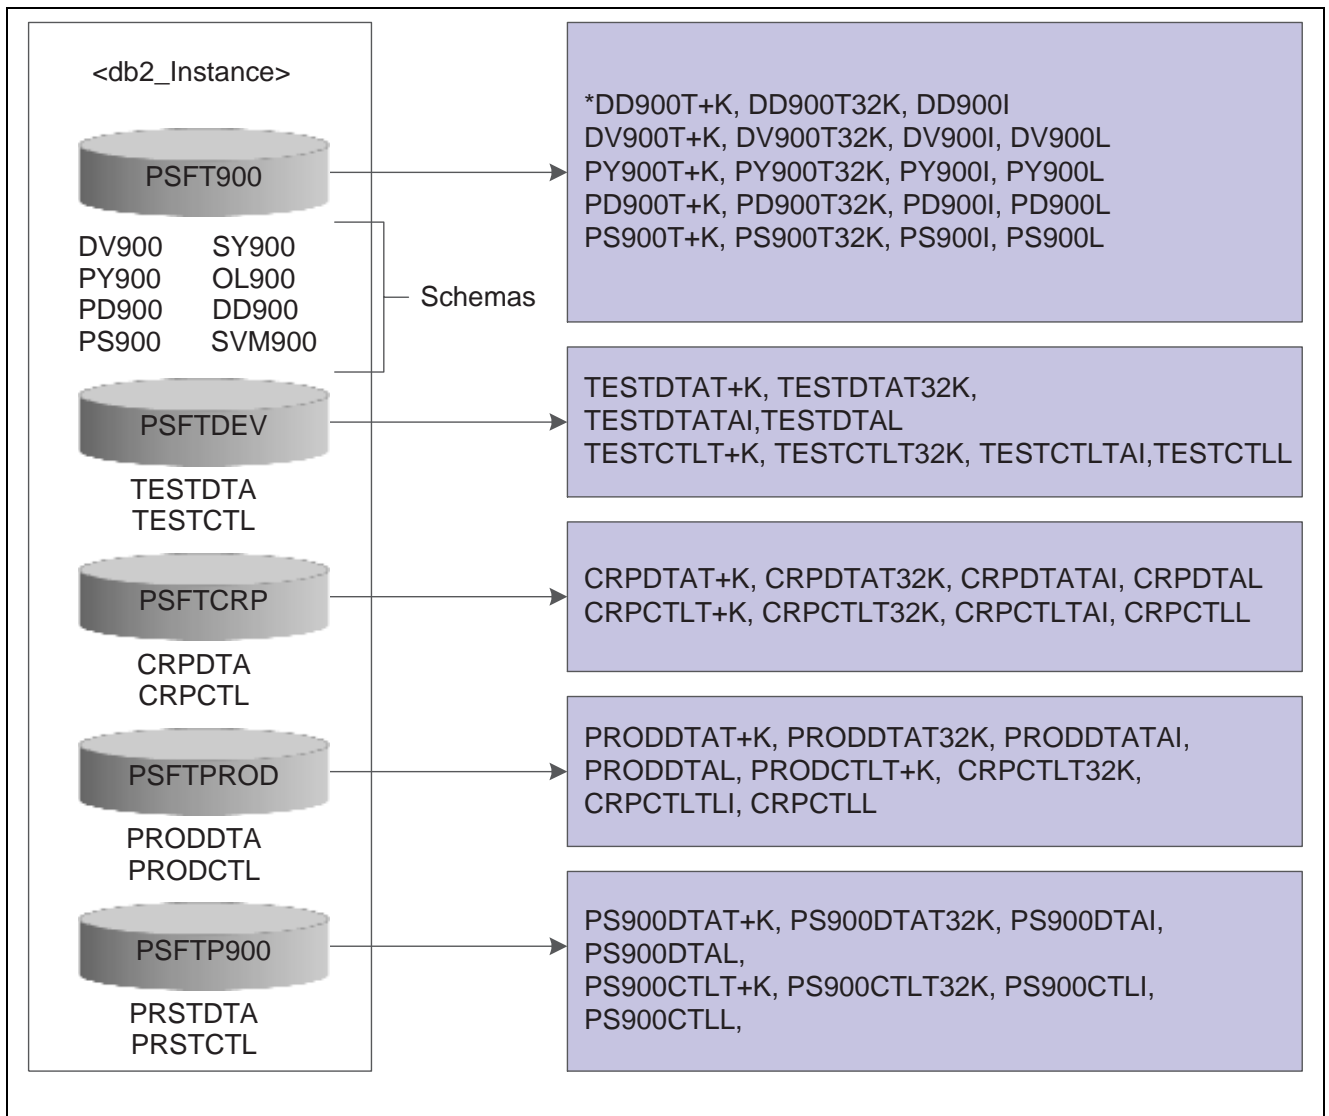 <db2_Instance>
PSFT900
DV900 SY900
PY900 OL900
PD900 DD900
PS900 SVM900
Schemas
PSFTDEV
TESTDTA
TESTCTL
PSFTCRP
CRPDTA
CRPCTL
PSFTPROD
PRODDTA
PRODCTL
PSFTP900
PRSTDTA
PRSTCTL
*DD900T+K, DD900T32K, DD900I
DV900T+K, DV900T32K, DV900I, DV900L
PY900T+K, PY900T32K, PY900I, PY900L
PD900T+K, PD900T32K, PD900I, PD900L
PS900T+K, PS900T32K, PS900I, PS900L
TESTDTAT+K, TESTDTAT32K,
TESTDTATAI,TESTDTAL
TESTCTLT+K, TESTCTLT32K, TESTCTLTAI,TESTCTLL
CRPDTAT+K, CRPDTAT32K, CRPDTATAI, CRPDTAL
CRPCTLT+K, CRPCTLT32K, CRPCTLTAI, CRPCTLL
PRODDTAT+K, PRODDTAT32K, PRODDTATAI,
PRODDTAL, PRODCTLT+K, CRPCTLT32K,
CRPCTLTLI, CRPCTLL
PS900DTAT+K, PS900DTAT32K, PS900DTAI,
PS900DTAL,
PS900CTLT+K, PS900CTLT32K, PS900CTLI,
PS900CTLL,